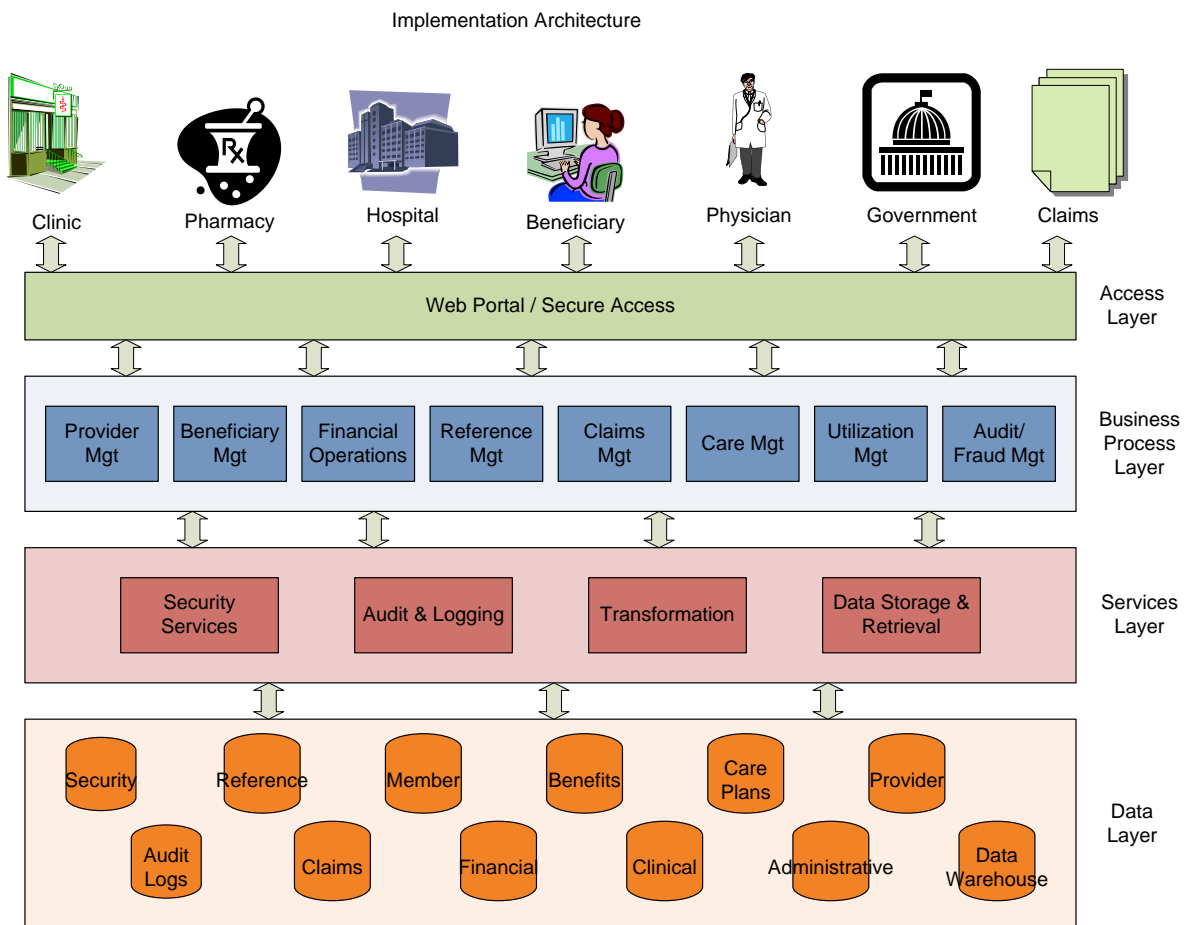 Implementation Architecture
Rx
Clinic
Pharmacy
Hospital
Beneficiary
Physician
Government
Claims
Web Portal / Secure Access
Access
Layer
Provider
Mgt
Beneficiary
Mgt
Financial
Operations
Reference
Mgt
Claims
Mgt
Care Mgt
Utilization
Mgt
Audit/
Fraud Mgt
Business
Process
Layer
Security
Services
Audit & Logging
Transformation
Data Storage &
Retrieval
Services
Layer
Security
Reference
Member
Benefits
Care
Plans
Provider
Audit
Logs
Claims
Financial
Clinical
Administrative
Data
Warehouse
Data
Layer